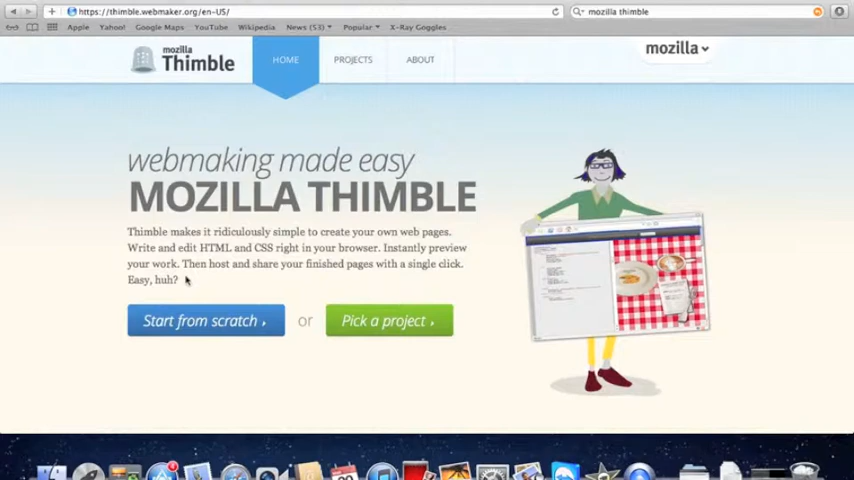 https://thimble.webmaker.org/en-US/
mozilla thimble
Apple Yahoo! Google Maps YouTube Wikipedia News (53) Popular X-Ray Goggles
mozilla
Thimble
HOME
PROJECTS
ABOUT
mozilla
webmaking made easy
MOZILLA THIMBLE
Thimble makes it ridiculously simple to create your own web pages.
Write and edit HTML and CSS right in your browser. Instantly preview
your work. Then host and share your finished pages with a single click.
Easy, huh?
Start from scratch ›
or
Pick a project ›